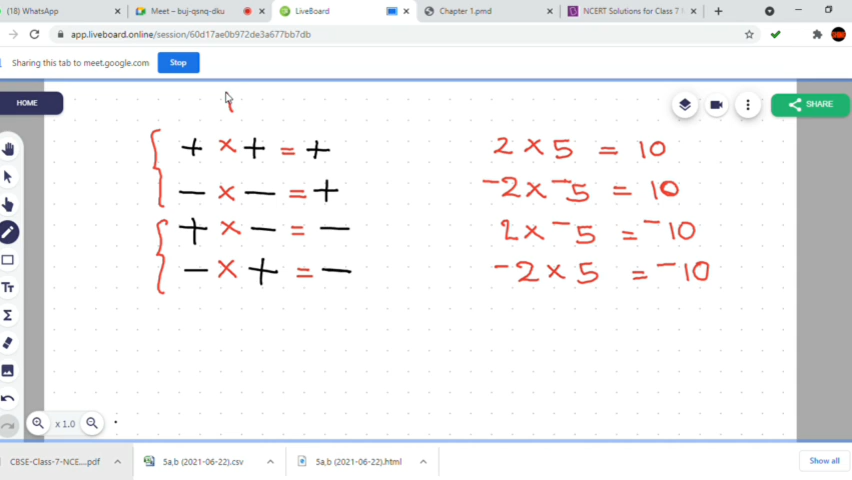 (18) WhatsApp
Meet – buj-qsnq-dku
LiveBoard
Chapter 1.pmd
NCERT Solutions for Class 7 M
app.liveboard.online/session/60d17ae0b972de3a677bb7db
Sharing this tab to meet.google.com
Stop
HOME
SHARE
+ × + = +
2 × 5 = 10
− × − = +
-2 × -5 = 10
+ × − = −
2 × -5 = -10
− × + = −
-2 × 5 = -10
Tт
Σ
x 1.0
CBSE-Class-7-NCE....pdf
5a,b (2021-06-22).csv
5a,b (2021-06-22).html
Show all